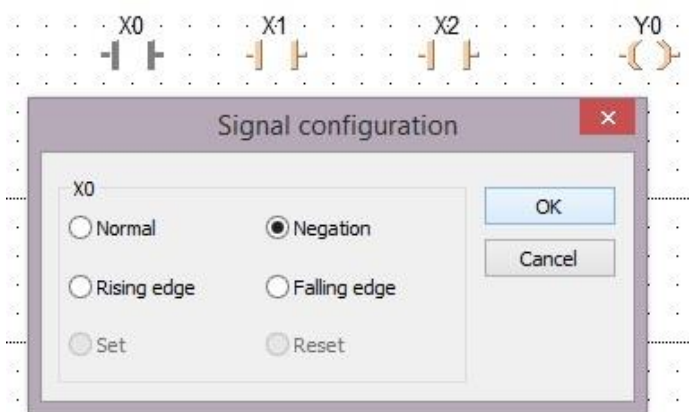 X0 X1 X2 Y0
Signal configuration
X0
Normal Negation
OK
Rising edge Falling edge
Cancel
Set Reset